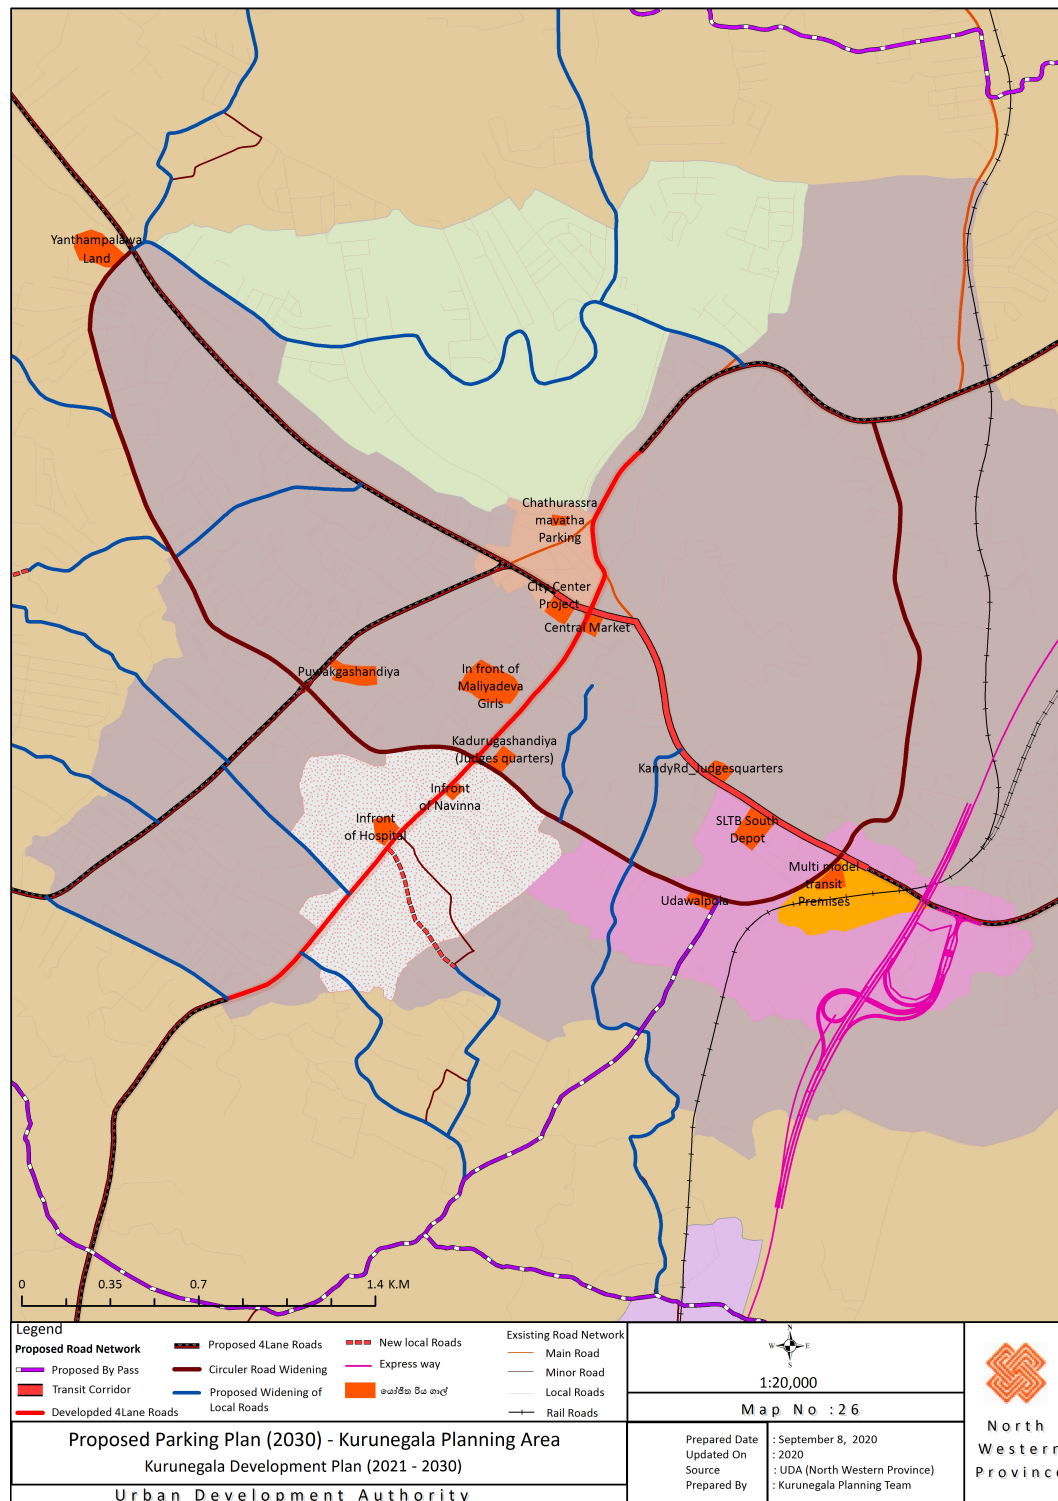 Yanthampalawa
Land
Chathurassra
mavatha
Parking
City Center
Project
Central Market
Puwakgashandiya
In front of
Maliyadeva
Girls
Kadurugashandiya
(Judges quarters)
KandyRd_Judgesquarters
Infront
of Navinna
Infront
of Hospital
SLTB South
Depot
Multi model
transit
Premises
Udawalpola
0 0.35 0.7 1.4 K.M
Legend
Proposed Road Network
Proposed By Pass
Transit Corridor
Developded 4Lane Roads
Proposed 4Lane Roads
Circuler Road Widening
Proposed Widening of
Local Roads
New local Roads
Express way
යෝජිත රිය ගාල්
Exsisting Road Network
Main Road
Minor Road
Local Roads
Rail Roads
N
W E
S
1:20,000
Map No :26
Proposed Parking Plan (2030) - Kurunegala Planning Area
Kurunegala Development Plan (2021 - 2030)
Urban Development Authority
Prepared Date : September 8, 2020
Updated On : 2020
Source : UDA (North Western Province)
Prepared By : Kurunegala Planning Team
North
Western
Province